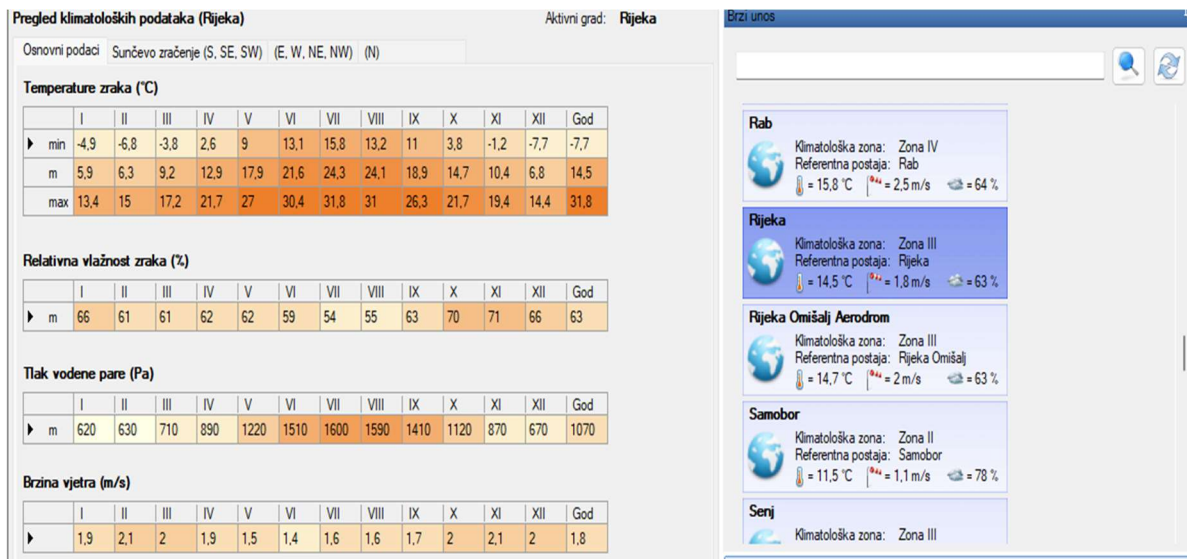 Pregled klimatoloških podataka (Rijeka) Aktivni grad: Rijeka
Osnovni podaci Sunčevo zračenje (S, SE, SW) (E, W, NE, NW) (N)
Temperature zraka (°C)
I II III IV V VI VII VIII IX X XI XII God
min -4,9 -6,8 -3,8 2,6 9 13,1 15,8 13,2 11 3,8 -1,2 -7,7 -7,7
m 5,9 6,3 9,2 12,9 17,9 21,6 24,3 24,1 18,9 14,7 10,4 6,8 14,5
max 13,4 15 17,2 21,7 27 30,4 31,8 31 26,3 21,7 19,4 14,4 31,8
Relativna vlažnost zraka (%)
I II III IV V VI VII VIII IX X XI XII God
m 66 61 61 62 62 59 54 55 63 70 71 66 63
Tlak vodene pare (Pa)
I II III IV V VI VII VIII IX X XI XII God
m 620 630 710 890 1220 1510 1600 1590 1410 1120 870 670 1070
Brzina vjetra (m/s)
I II III IV V VI VII VIII IX X XI XII God
1,9 2,1 2 1,9 1,5 1,4 1,6 1,6 1,7 2 2,1 2 1,8
Brzi unos
Rab
Klimatološka zona: Zona IV
Referentna postaja: Rab
= 15,8 °C = 2,5 m/s = 64 %
Rijeka
Klimatološka zona: Zona III
Referentna postaja: Rijeka
= 14,5 °C = 1,8 m/s = 63 %
Rijeka Omišalj Aerodrom
Klimatološka zona: Zona III
Referentna postaja: Rijeka Omišalj
= 14,7 °C = 2 m/s = 63 %
Samobor
Klimatološka zona: Zona II
Referentna postaja: Samobor
= 11,5 °C = 1,1 m/s = 78 %
Senj
Klimatološka zona: Zona III